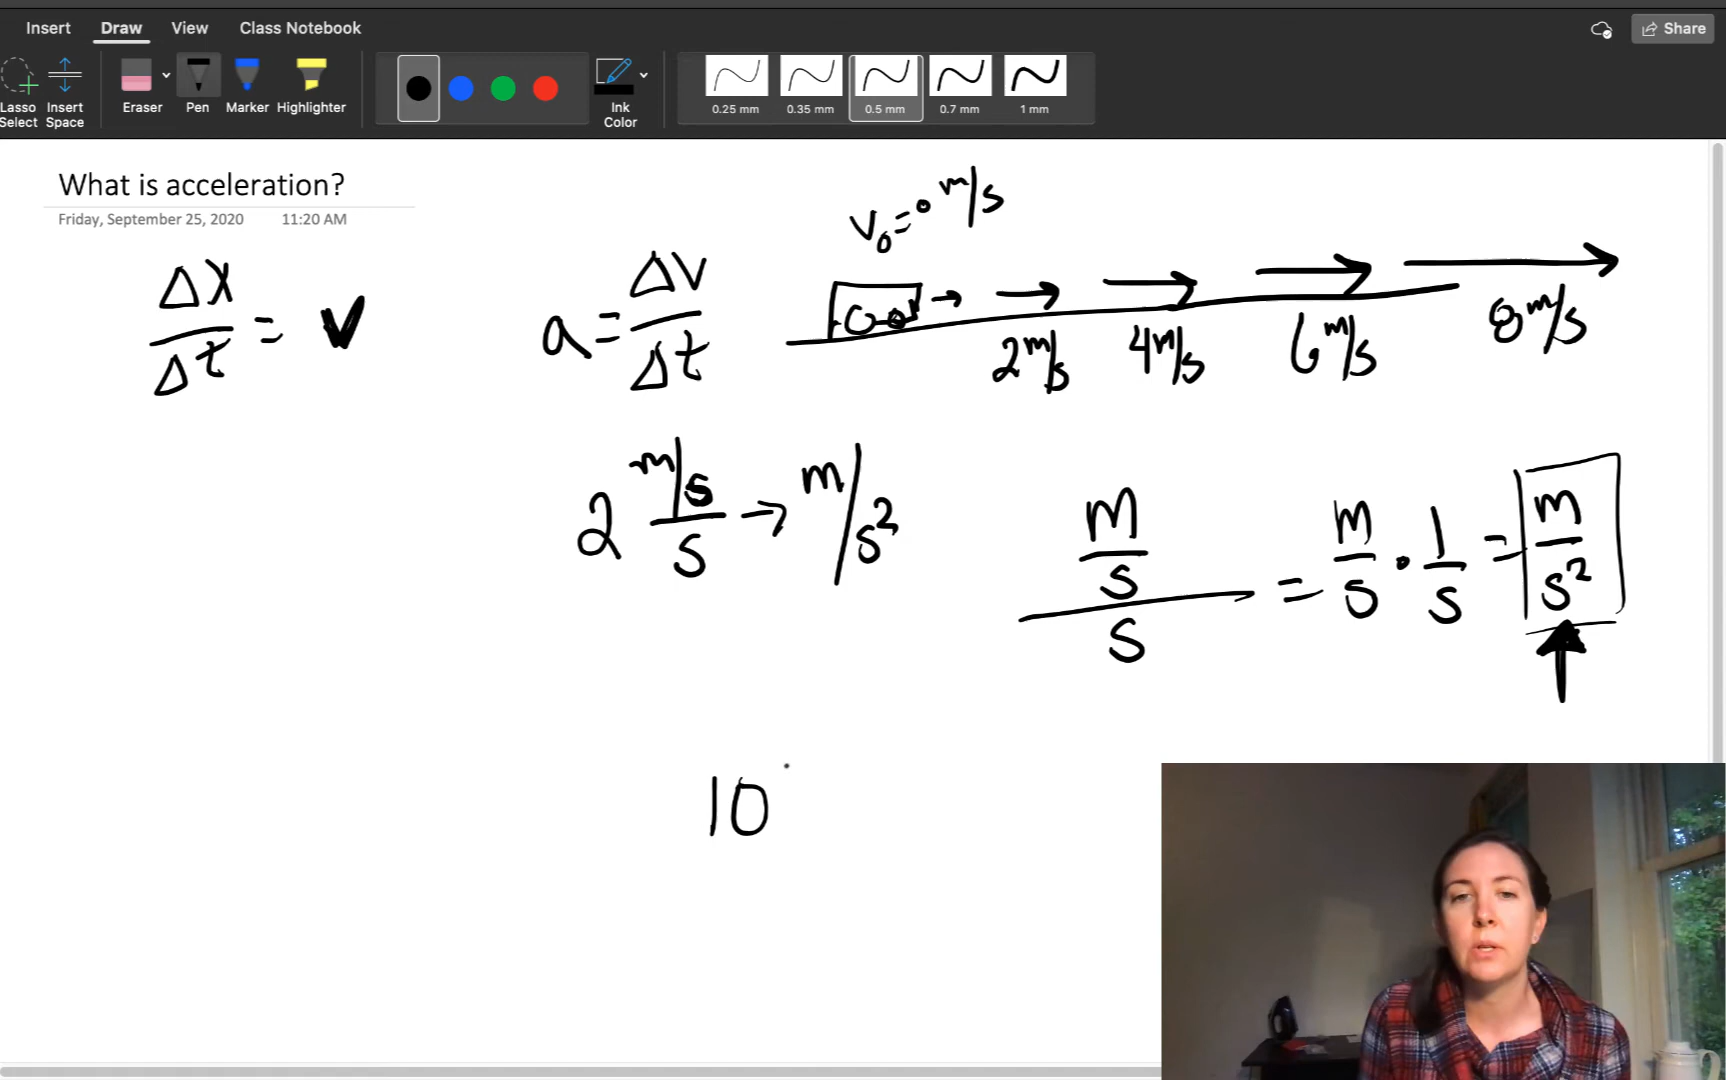 Insert Draw View Class Notebook Share
Lasso Select Insert Space Eraser Pen Marker Highlighter Ink Color 0.25 mm 0.35 mm 0.5 mm 0.7 mm 1 mm
What is acceleration?
Friday, September 25, 2020 11:20 AM
v₀ = 0 m/s
Δx/Δt = v
a = Δv/Δt
2 m/s 4 m/s 6 m/s 8 m/s
2 m/s/s → m/s²
m/s/s = m/s · 1/s = m/s²
10